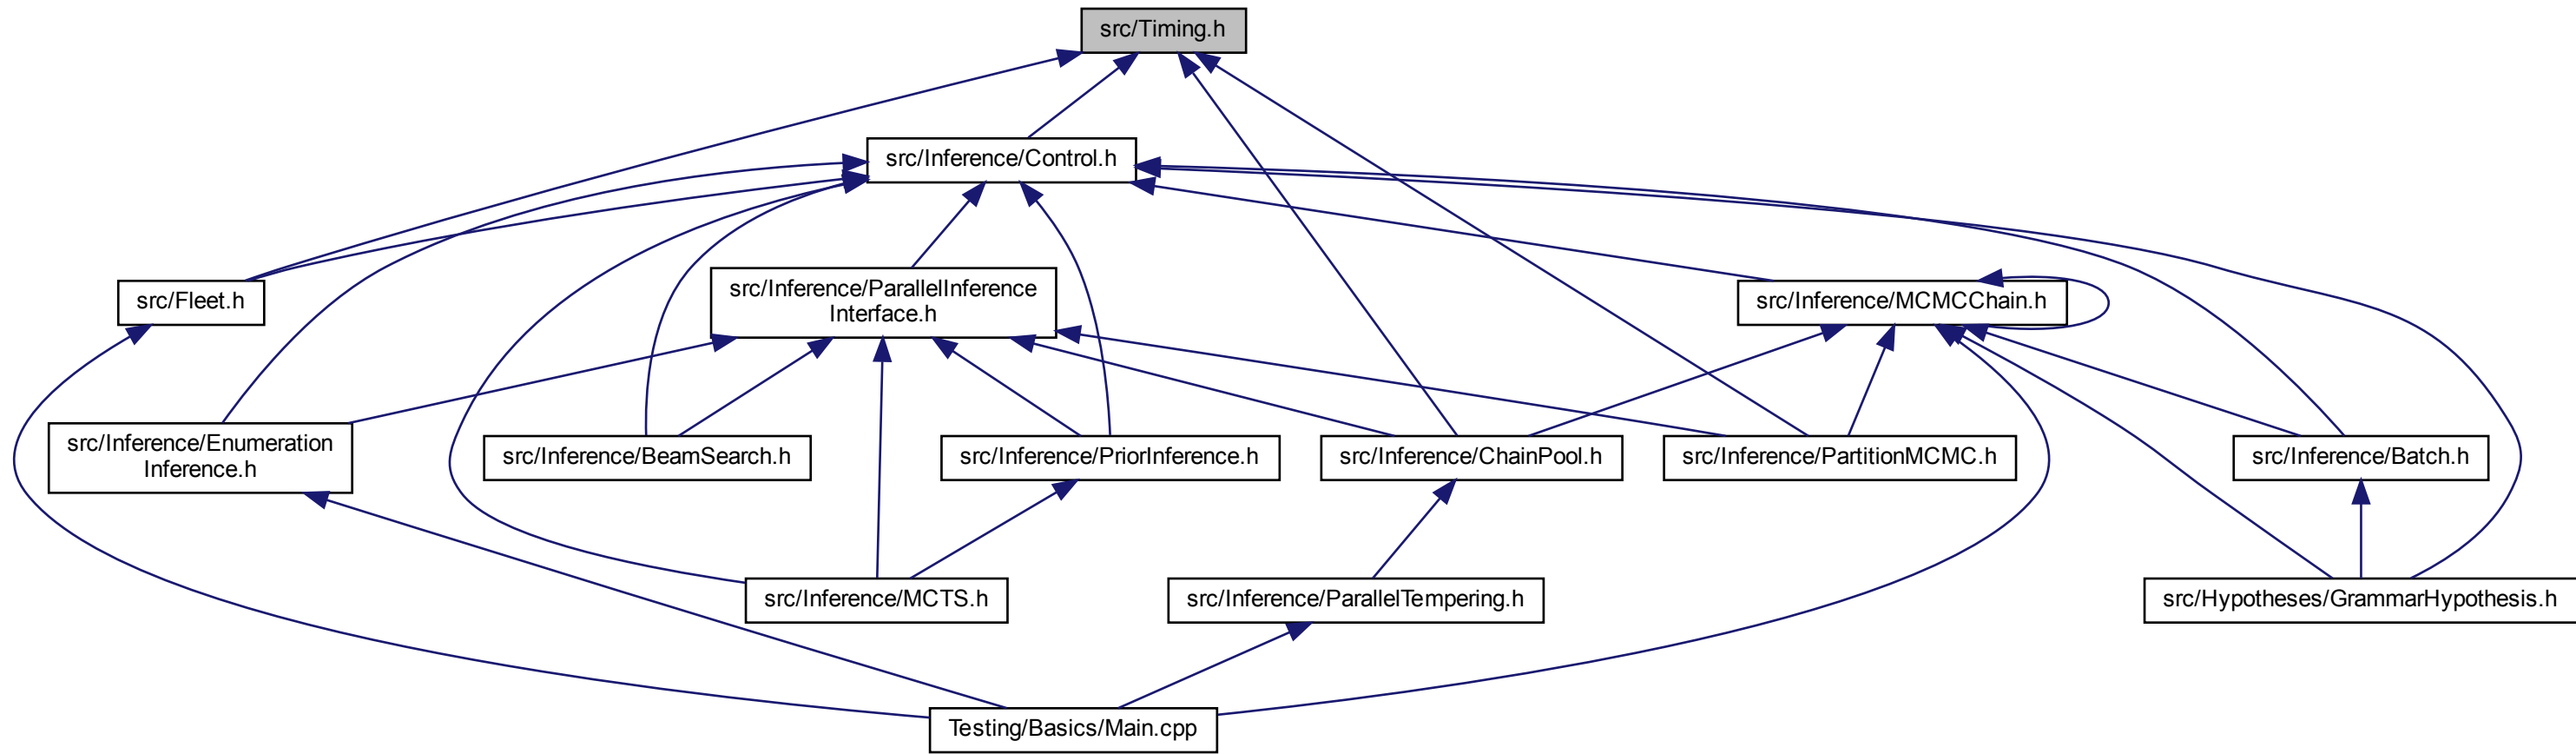 src/Timing.h
src/Inference/Control.h
src/Fleet.h
src/Inference/ParallelInference
Interface.h
src/Inference/MCMCChain.h
src/Inference/Enumeration
Inference.h
src/Inference/BeamSearch.h
src/Inference/PriorInference.h
src/Inference/ChainPool.h
src/Inference/PartitionMCMC.h
src/Inference/Batch.h
src/Inference/MCTS.h
src/Inference/ParallelTempering.h
src/Hypotheses/GrammarHypothesis.h
Testing/Basics/Main.cpp